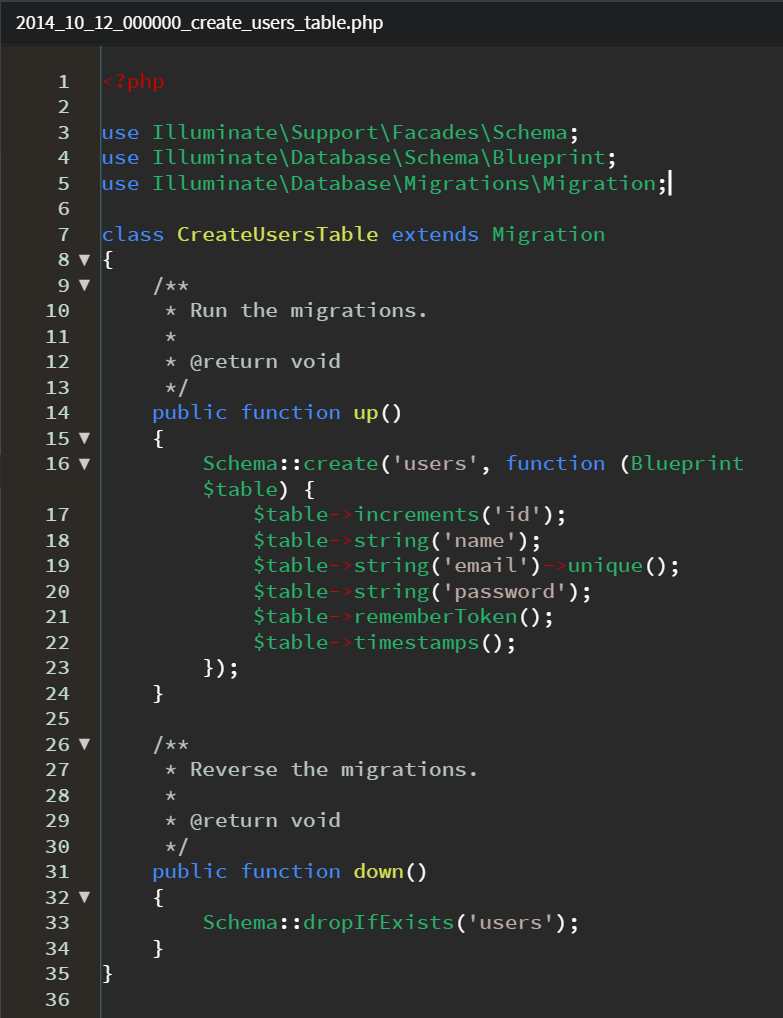 2014_10_12_000000_create_users_table.php
1 <?php
2
3 use Illuminate\Support\Facades\Schema;
4 use Illuminate\Database\Schema\Blueprint;
5 use Illuminate\Database\Migrations\Migration;
6
7 class CreateUsersTable extends Migration
8 ▼ {
9 ▼     /**
10      * Run the migrations.
11      *
12      * @return void
13      */
14     public function up()
15 ▼     {
16 ▼         Schema::create('users', function (Blueprint
        $table) {
17             $table->increments('id');
18             $table->string('name');
19             $table->string('email')->unique();
20             $table->string('password');
21             $table->rememberToken();
22             $table->timestamps();
23         });
24     }
25
26 ▼     /**
27      * Reverse the migrations.
28      *
29      * @return void
30      */
31     public function down()
32 ▼     {
33         Schema::dropIfExists('users');
34     }
35 }
36